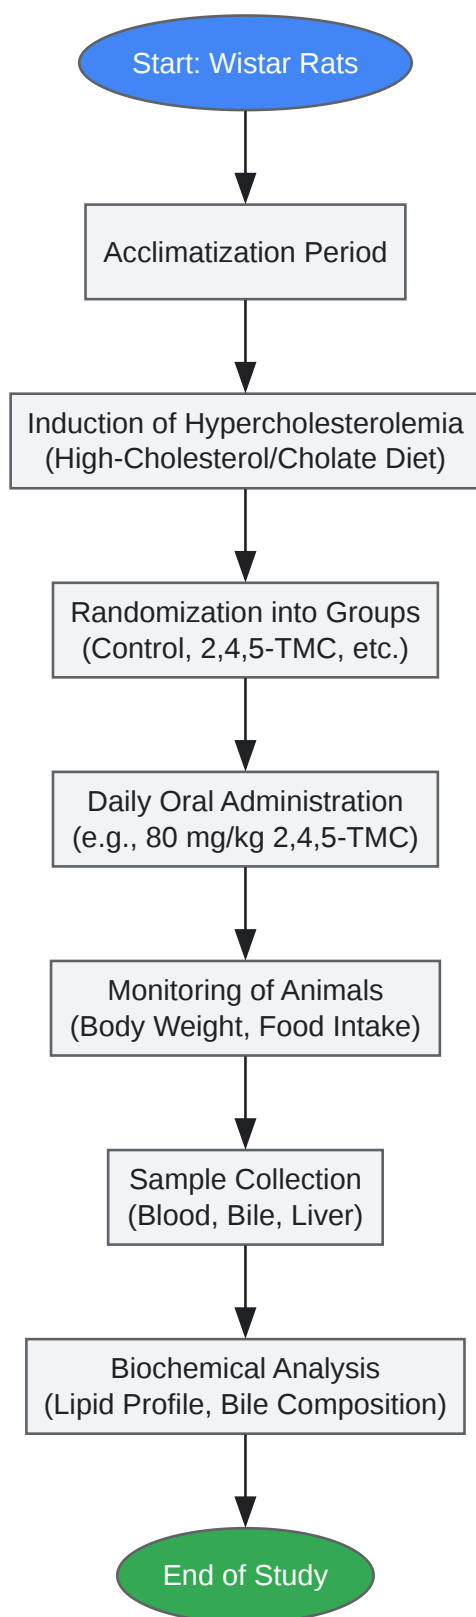 Start: Wistar Rats
Acclimatization Period
Induction of Hypercholesterolemia
(High-Cholesterol/Cholate Diet)
Randomization into Groups
(Control, 2,4,5-TMC, etc.)
Daily Oral Administration
(e.g., 80 mg/kg 2,4,5-TMC)
Monitoring of Animals
(Body Weight, Food Intake)
Sample Collection
(Blood, Bile, Liver)
Biochemical Analysis
(Lipid Profile, Bile Composition)
End of Study